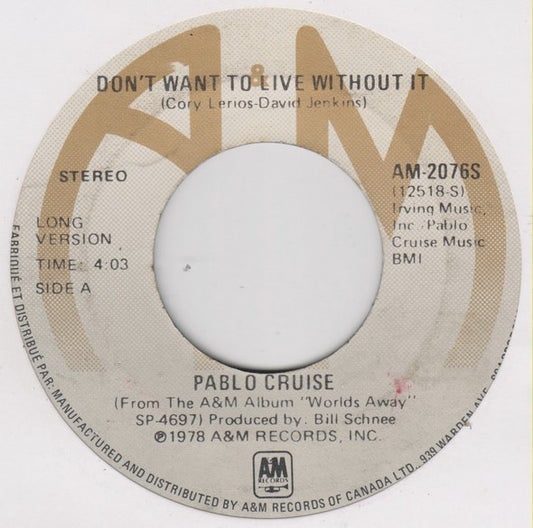 A&M
DON'T WANT TO LIVE WITHOUT IT
(Cory Lerios-David Jenkins)
STEREO
LONG
VERSION
TIME: 4:03
SIDE A
AM-2076S
(12518-S)
Irving Music,
Inc./Pablo
Cruise Music
BMI
PABLO CRUISE
(From The A&M Album "Worlds Away"
SP-4697) Produced by: Bill Schnee
℗1978 A&M RECORDS, INC.
A&M
RECORDS
FABRIQUÉ ET DISTRIBUÉ PAR: MANUFACTURED AND DISTRIBUTED BY A&M RECORDS OF CANADA LTD., 939 WARDEN AVE.